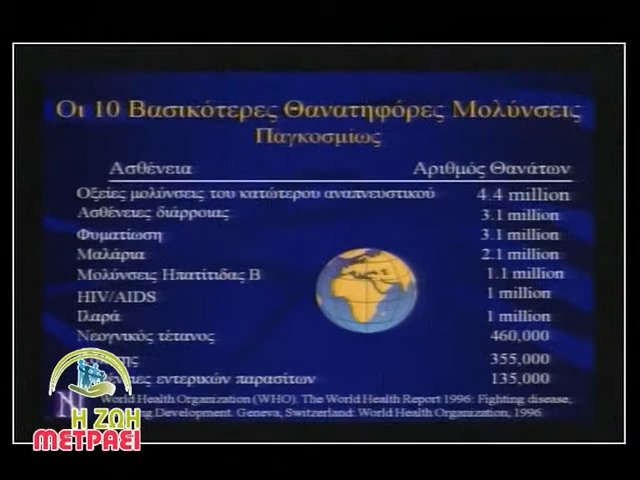 Οι 10 Βασικότερες Θανατηφόρες Μολύνσεις
Παγκοσμίως
Ασθένεια Αριθμός Θανάτων
Οξείες μολύνσεις του κατώτερου αναπνευστικού 4.4 million
Ασθένειες διάρροιας 3.1 million
Φυματίωση 3.1 million
Μαλάρια 2.1 million
Μολύνσεις Ηπατίτιδας Β 1.1 million
HIV/AIDS 1 million
Ιλαρά 1 million
Νεογνικός τέτανος 460,000
355,000
εντερικών παρασίτων 135,000
World Health Organization (WHO). The World Health Report 1996: Fighting disease,
Development. Geneva, Switzerland: World Health Organization, 1996
Η ΖΩΗ
ΜΕΤΡΑΕΙ